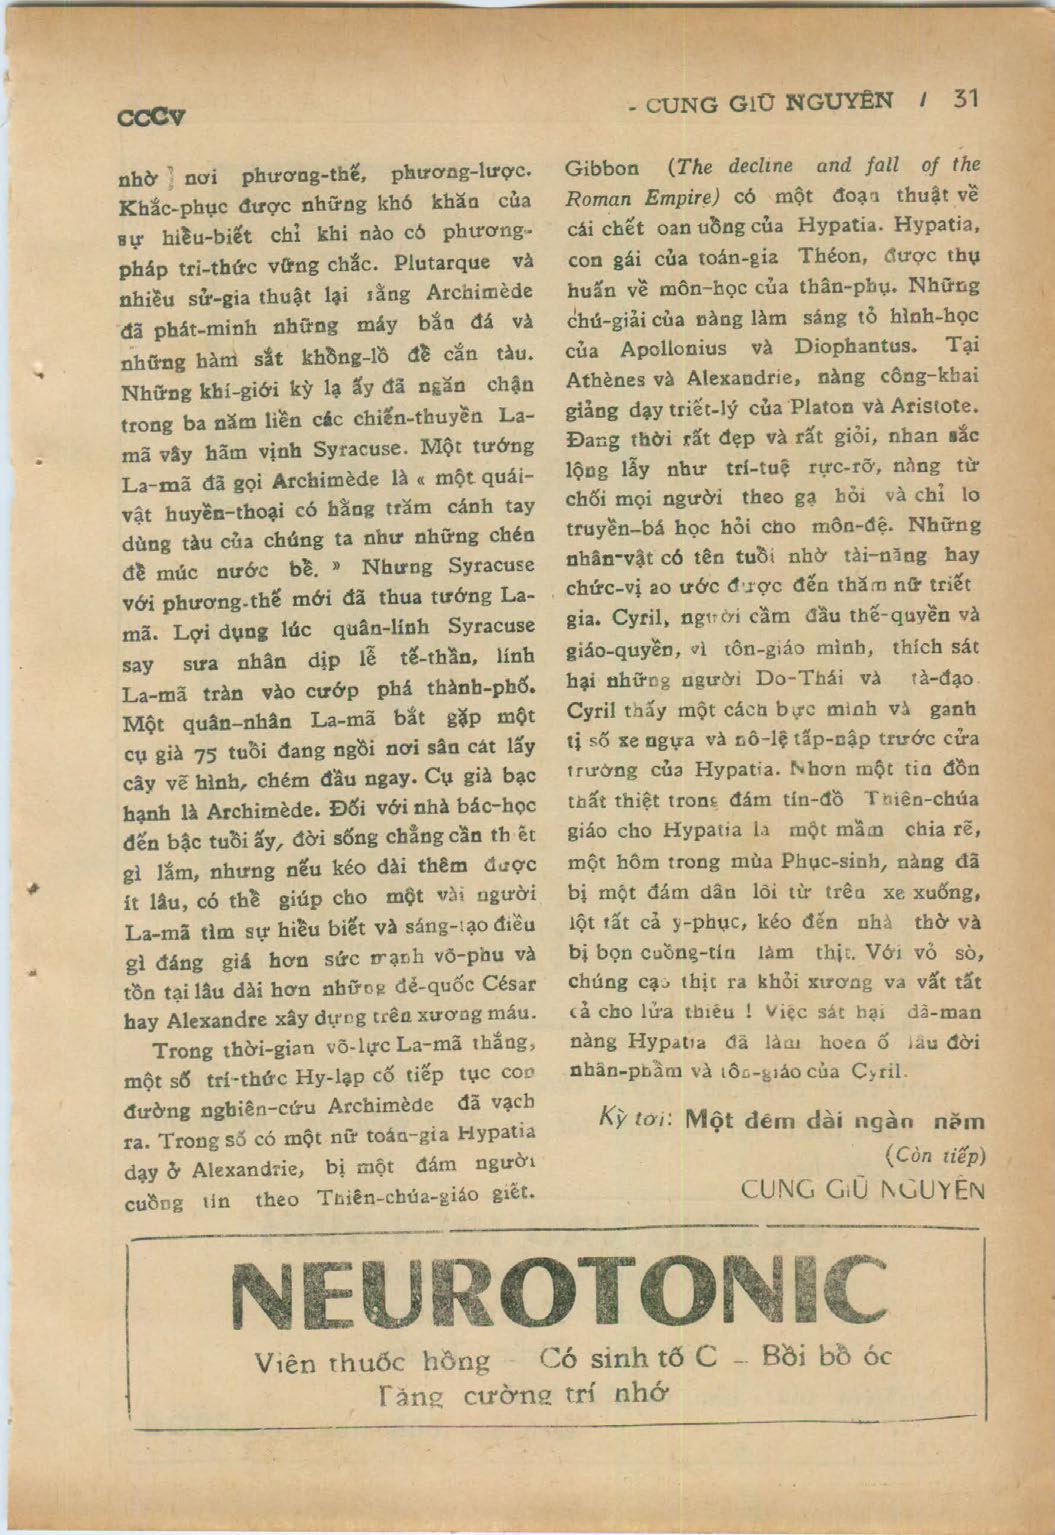 CCCV
- CUNG GIŨ NGUYÊN / 31
nhờ nơi phương-thế, phương-lược.
Khắc-phục được những khó khăn của
sự hiểu-biết chỉ khi nào có phương-
pháp tri-thức vững chắc. Plutarque và
nhiều sử-gia thuật lại rằng Archimède
đã phát-minh những máy bắn đá và
những hàm sắt khồng-lồ để cắn tàu.
Những khí-giới kỳ lạ ấy đã ngăn chận
trong ba năm liền các chiến-thuyền La-
mã vây hãm vịnh Syracuse. Một tướng
La-mã đã gọi Archimède là « một quái-
vật huyền-thoại có hằng trăm cánh tay
dùng tàu của chúng ta như những chén
để múc nước bể. » Nhưng Syracuse
với phương-thế mới đã thua tướng La-
mã. Lợi dụng lúc quân-lính Syracuse
say sưa nhân dịp lễ tế-thần, lính
La-mã tràn vào cướp phá thành-phố.
Một quân-nhân La-mã bắt gặp một
cụ già 75 tuổi đang ngồi nơi sân cát lấy
cây vẽ hình, chém đầu ngay. Cụ già bạc
hạnh là Archimède. Đối với nhà bác-học
đến bậc tuổi ấy, đời sống chẳng cần th ết
gì lắm, nhưng nếu kéo dài thêm được
ít lâu, có thể giúp cho một vài người
La-mã tìm sự hiểu biết và sáng-tạo điều
gì đáng giá hơn sức mạnh võ-phu và
tồn tại lâu dài hơn những đế-quốc César
hay Alexandre xây dựng trên xương máu.
Trong thời-gian võ-lực La-mã thắng,
một số trí-thức Hy-lạp cố tiếp tục con
đường nghiên-cứu Archimède đã vạch
ra. Trong số có một nữ toán-gia Hypatia
dạy ở Alexandrie, bị một đám người
cuồng tín theo Thiên-chúa-giáo giết.
Gibbon (The decline and fall of the
Roman Empire) có một đoạn thuật về
cái chết oan uổng của Hypatia. Hypatia,
con gái của toán-gia Théon, được thụ
huấn về môn-học của thân-phụ. Những
chú-giải của nàng làm sáng tỏ hình-học
của Apollonius và Diophantus. Tại
Athènes và Alexandrie, nàng công-khai
giảng dạy triết-lý của Platon và Aristote.
Đang thời rất đẹp và rất giỏi, nhan sắc
lộng lẫy như trí-tuệ rực-rỡ, nàng từ
chối mọi người theo gạ hỏi và chỉ lo
truyền-bá học hỏi cho môn-đệ. Những
nhân-vật có tên tuổi nhờ tài-năng hay
chức-vị ao ước được đến thăm nữ triết
gia. Cyril, người cầm đầu thế-quyền và
giáo-quyền, vì tôn-giáo mình, thích sát
hại những người Do-Thái và tà-đạo.
Cyril thấy một cách bực mình và ganh
tị số xe ngựa và nô-lệ tấp-nập trước cửa
trường của Hypatia. Nhơn một tin đồn
thất thiệt trong đám tín-đồ Thiên-chúa
giáo cho Hypatia là một mầm chia rẽ,
một hôm trong mùa Phục-sinh, nàng đã
bị một đám dân lôi từ trên xe xuống,
lột tất cả y-phục, kéo đến nhà thờ và
bị bọn cuồng-tín làm thịt. Với vỏ sò,
chúng cạo thịt ra khỏi xương và vất tất
cả cho lửa thiêu ! Việc sát hại dã-man
nàng Hypatia đã làm hoen ố lâu đời
nhân-phẩm và tôn-giáo của Cyril.
Kỳ tới: Một đêm dài ngàn năm
(Còn tiếp)
CUNG GIŨ NGUYÊN
NEUROTONIC
Viên thuốc hồng - Có sinh tố C - Bồi bổ óc
Tăng cường trí nhớ